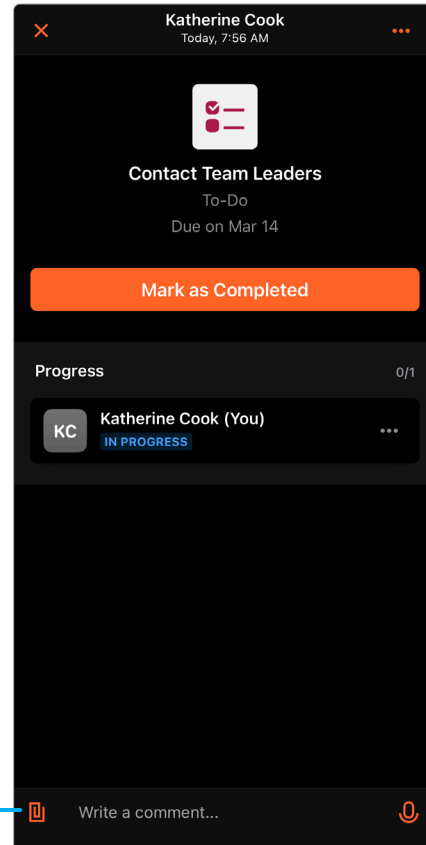 Katherine Cook
Today, 7:56 AM
Contact Team Leaders
To-Do
Due on Mar 14
Mark as Completed
Progress 0/1
KC
Katherine Cook (You)
IN PROGRESS
Write a comment...